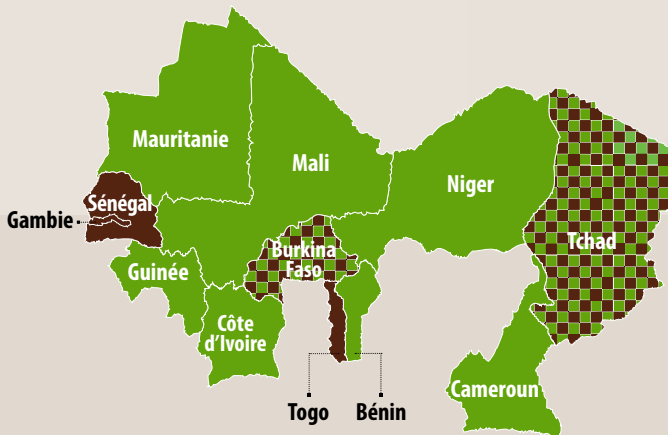 Mauritanie
Mali
Niger
Sénégal
Gambie
Tchad
Burkina
Faso
Guinée
Côte
d'Ivoire
Cameroun
Togo
Bénin